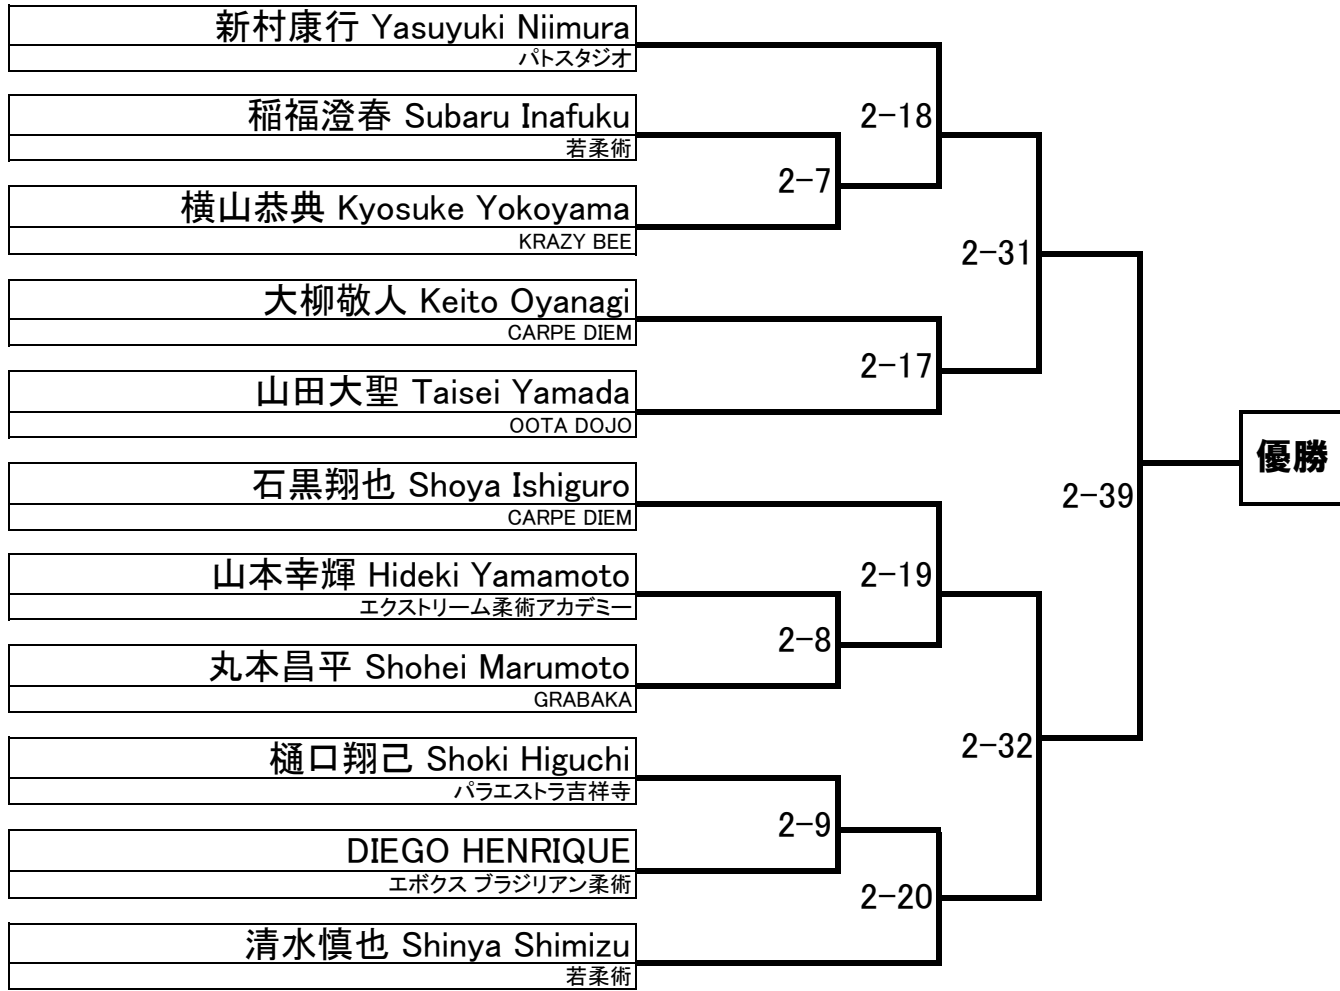 新村康行 Yasuyuki Niimura
パトスタジオ
稲福澄春 Subaru Inafuku
若柔術
2-18
2-7
横山恭典 Kyosuke Yokoyama
KRAZY BEE
2-31
大柳敬人 Keito Oyanagi
CARPE DIEM
2-17
山田大聖 Taisei Yamada
OOTA DOJO
優勝
石黒翔也 Shoya Ishiguro
CARPE DIEM
2-39
山本幸輝 Hideki Yamamoto
エクストリーム柔術アカデミー
2-19
2-8
丸本昌平 Shohei Marumoto
GRABAKA
樋口翔己 Shoki Higuchi
パラエストラ吉祥寺
2-32
2-9
DIEGO HENRIQUE
エボクス ブラジリアン柔術
2-20
清水慎也 Shinya Shimizu
若柔術